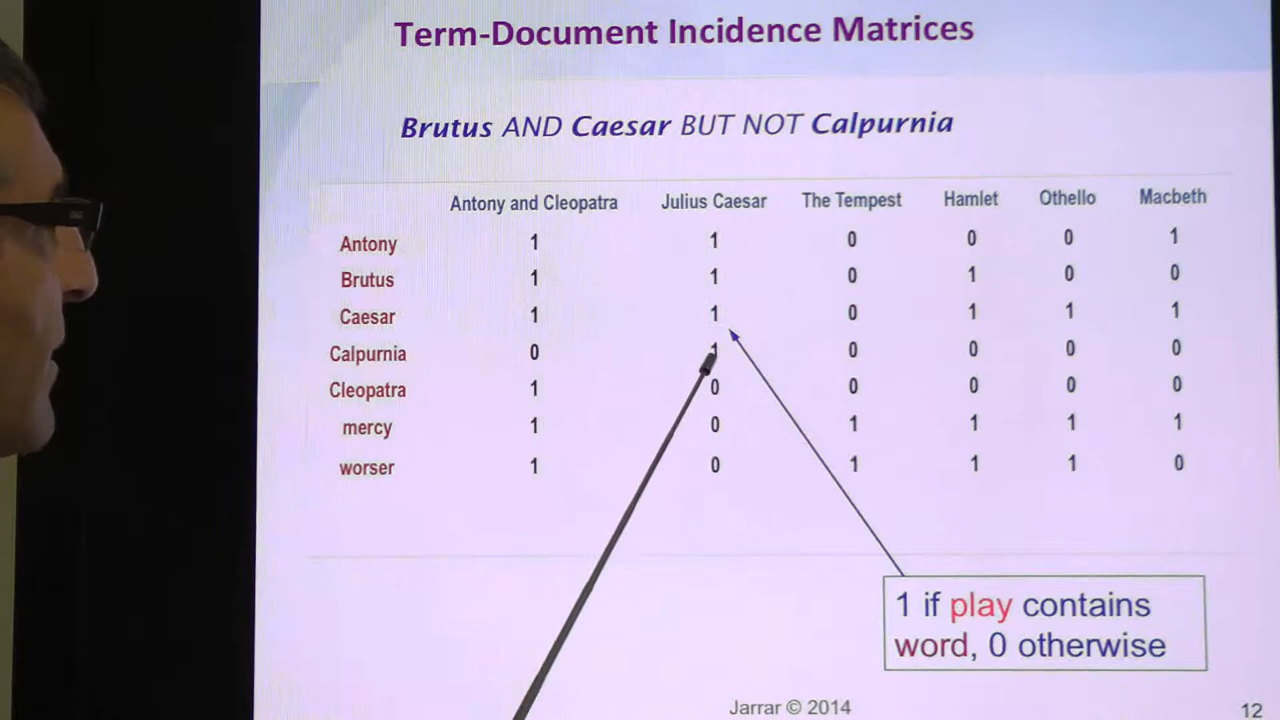 Term-Document Incidence Matrices
Brutus AND Caesar BUT NOT Calpurnia
Antony and Cleopatra Julius Caesar The Tempest Hamlet Othello Macbeth
Antony 1 1 0 0 0 1
Brutus 1 1 0 1 0 0
Caesar 1 1 0 1 1 1
Calpurnia 0 1 0 0 0 0
Cleopatra 1 0 0 0 0 0
mercy 1 0 1 1 1 1
worser 1 0 1 1 1 0
1 if play contains
word, 0 otherwise
Jarrar © 2014
12